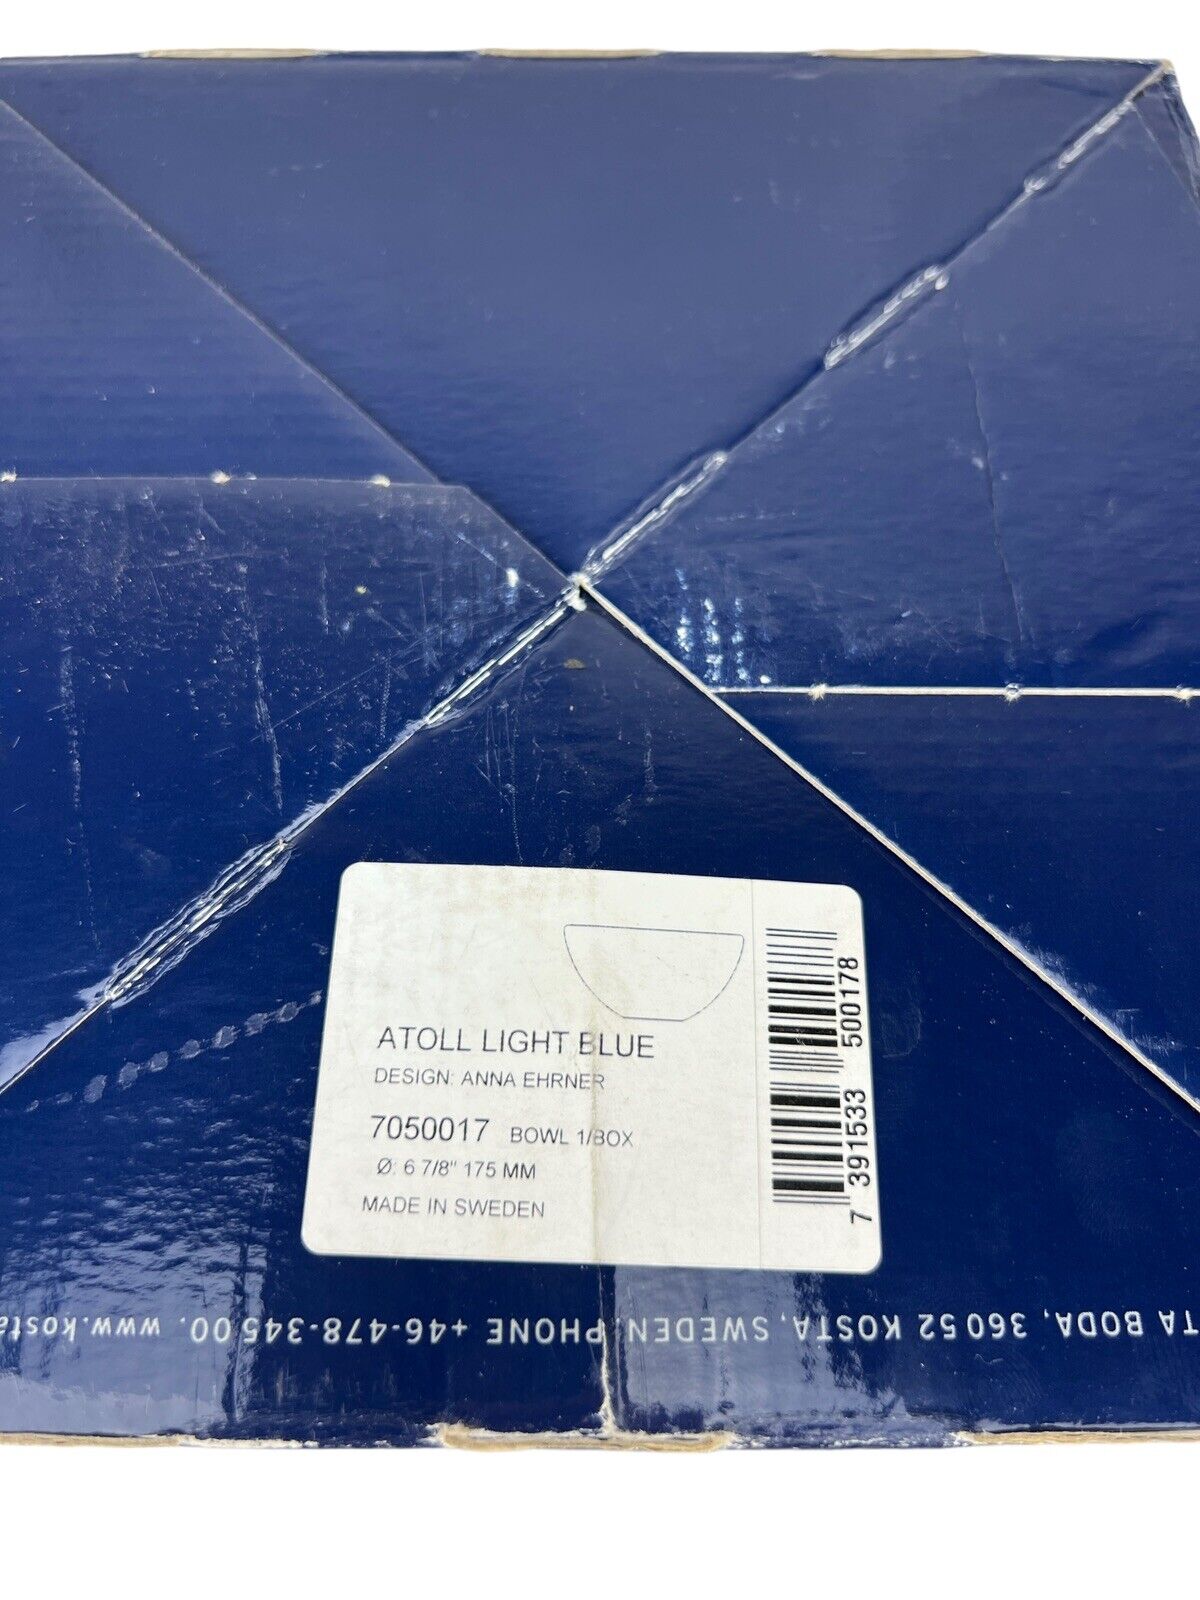 ATOLL LIGHT BLUE
DESIGN: ANNA EHRNER
7050017 BOWL 1/BOX
Ø: 6 7/8" 175 MM
MADE IN SWEDEN
7 391533 500178
TA BODA, 360 52 KOSTA, SWEDEN. PHONE +46-478-345 00. www.kosta